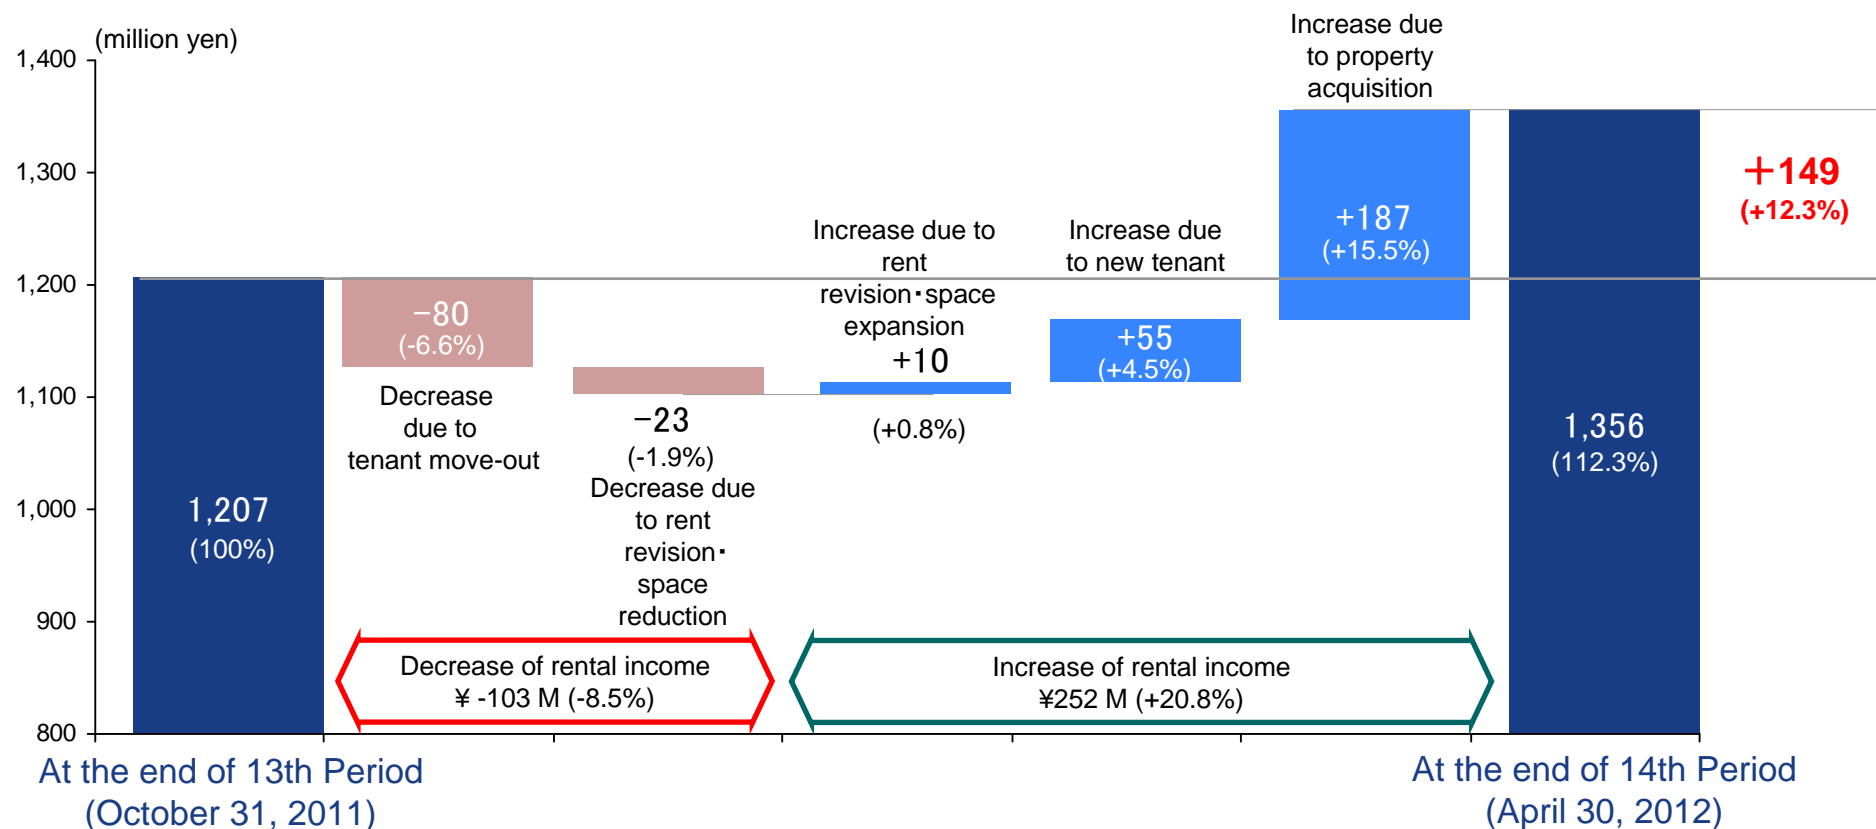 (million yen)
1,400
1,300
1,200
1,100
1,000
900
800
1,207
(100%)
−80
(-6.6%)
Decrease
due to
tenant move-out
−23
(-1.9%)
Decrease due
to rent
revision・
space
reduction
Increase due to
rent
revision・space
expansion
+10
(+0.8%)
Increase due
to new tenant
+55
(+4.5%)
Increase due
to property
acquisition
+187
(+15.5%)
1,356
(112.3%)
+149
(+12.3%)
Decrease of rental income
¥ -103 M (-8.5%)
Increase of rental income
¥252 M (+20.8%)
At the end of 13th Period
(October 31, 2011)
At the end of 14th Period
(April 30, 2012)